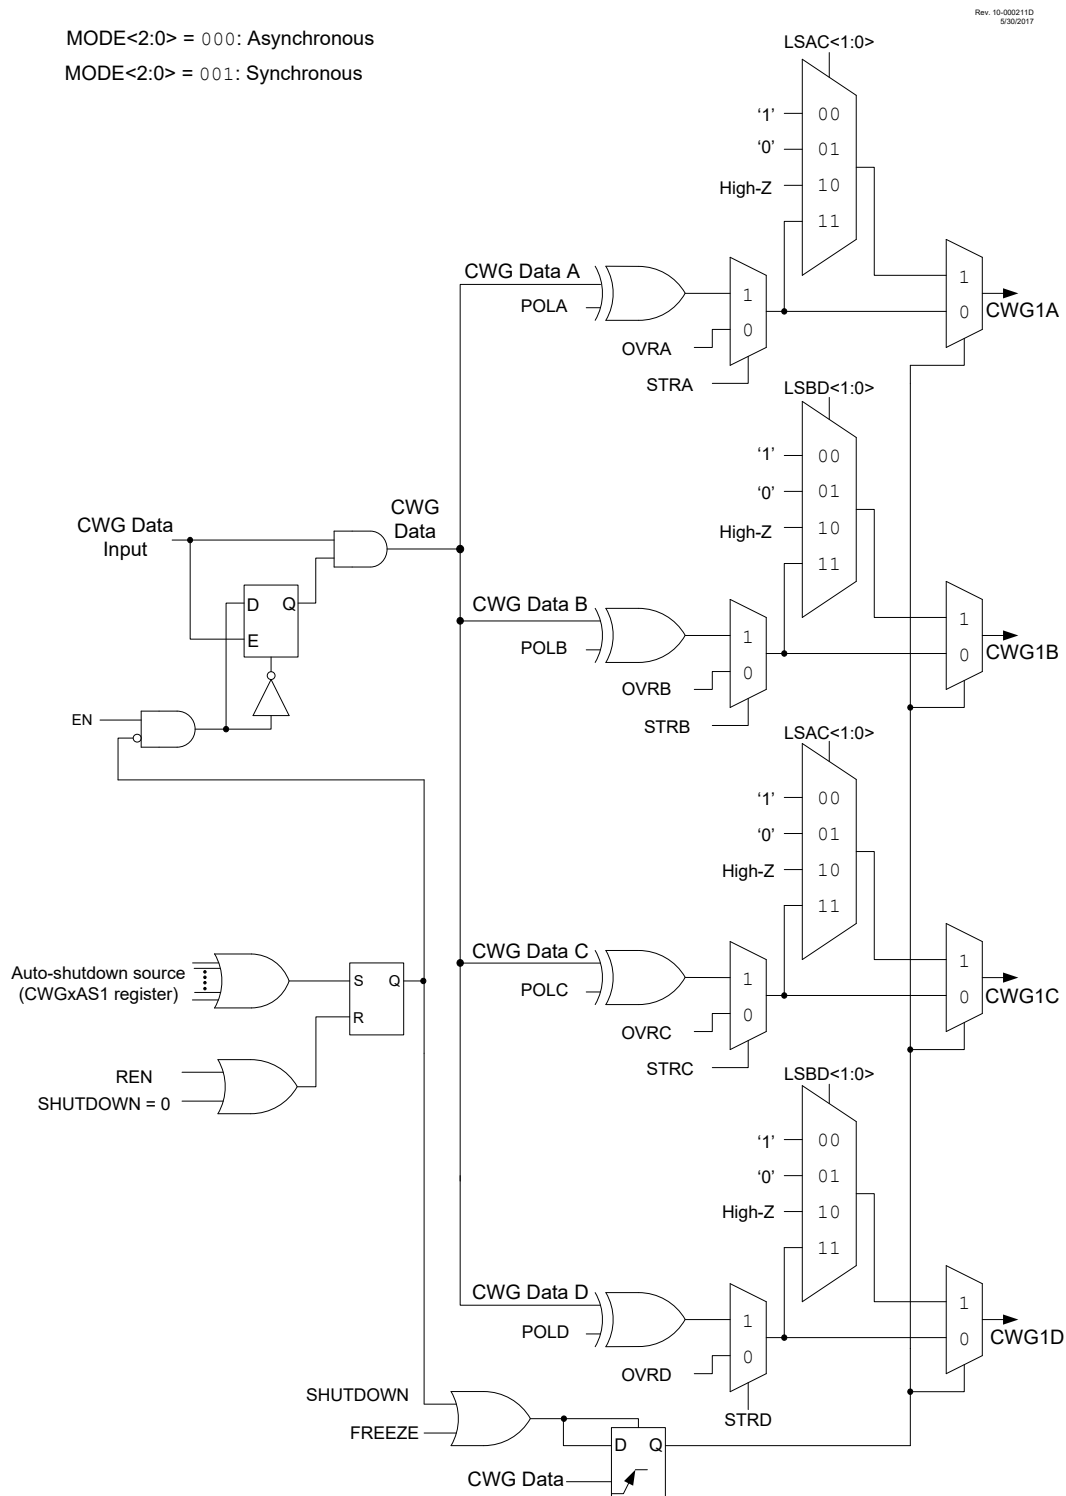 Rev. 10-000211D
5/30/2017
MODE<2:0> = 000: Asynchronous
MODE<2:0> = 001: Synchronous
LSAC<1:0>
‘1’
00
‘0’
01
High-Z
10
11
CWG Data A
POLA
1
0
OVRA
STRA
1
0
CWG1A
LSBD<1:0>
‘1’
00
‘0’
01
High-Z
10
11
CWG Data
Input
CWG
Data
D
Q
E
EN
CWG Data B
POLB
1
0
OVRB
STRB
1
0
CWG1B
LSAC<1:0>
‘1’
00
‘0’
01
High-Z
10
11
CWG Data C
POLC
1
0
OVRC
STRC
1
0
CWG1C
Auto-shutdown source
(CWGxAS1 register)
S
Q
R
REN
SHUTDOWN = 0
LSBD<1:0>
‘1’
00
‘0’
01
High-Z
10
11
CWG Data D
POLD
1
0
OVRD
STRD
1
0
CWG1D
SHUTDOWN
FREEZE
D
Q
CWG Data